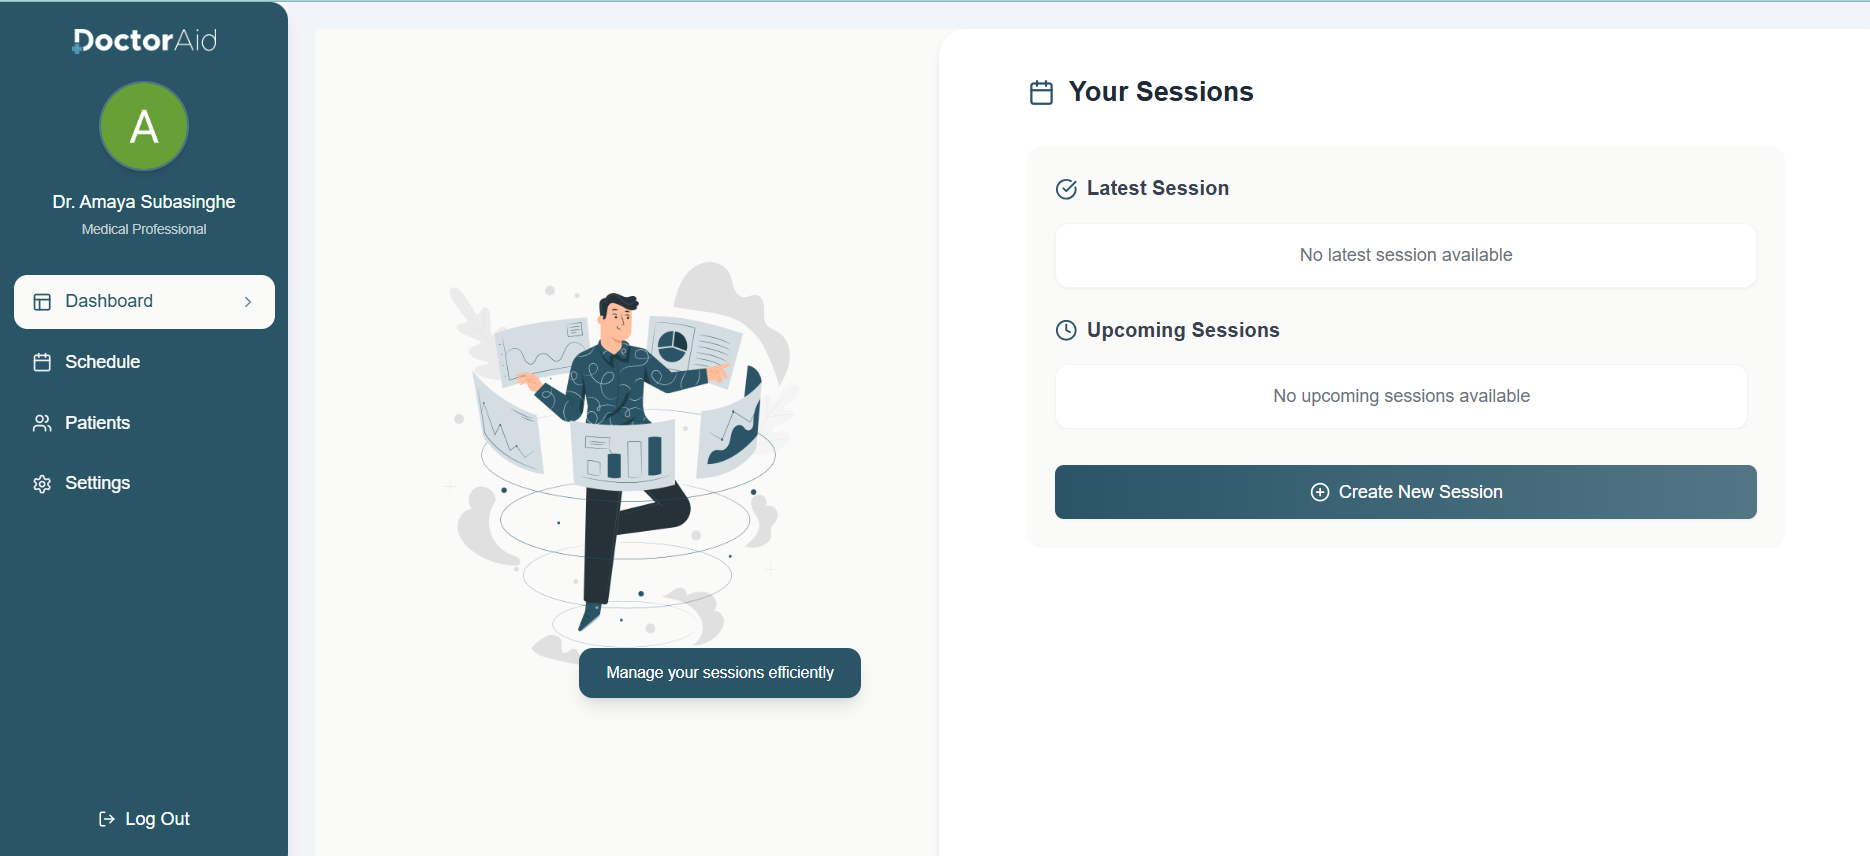 DoctorAid
A
Dr. Amaya Subasinghe
Medical Professional
Dashboard
Schedule
Patients
Settings
Log Out
Manage your sessions efficiently
Your Sessions
Latest Session
No latest session available
Upcoming Sessions
No upcoming sessions available
Create New Session